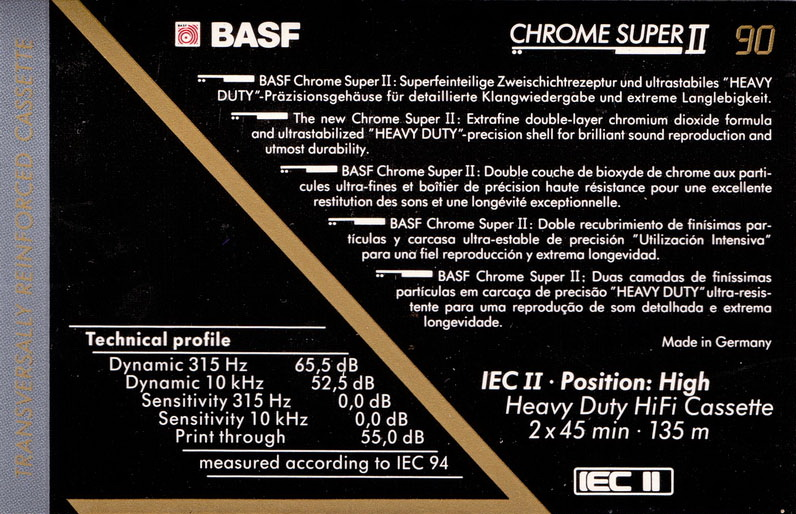 TRANSVERSALLY REINFORCED CASSETTE
BASF
CHROME SUPER II 90
BASF Chrome Super II: Superfeinteilige Zweischichtrezeptur und ultrastabiles "HEAVY
DUTY"-Präzisionsgehäuse für detaillierte Klangwiedergabe und extreme Langlebigkeit.
The new Chrome Super II: Extrafine double-layer chromium dioxide formula
and ultrastabilized "HEAVY DUTY"-precision shell for brilliant sound reproduction and
utmost durability.
BASF Chrome Super II: Double couche de bioxyde de chrome aux parti-
cules ultra-fines et boîtier de précision haute résistance pour une excellente
restitution des sons et une longévité exceptionnelle.
BASF Chrome Super II: Doble recubrimiento de finísimas par-
tículas y carcasa ultra-estable de precisión "Utilización Intensiva"
para una fiel reproducción y extrema longevidad.
BASF Chrome Super II: Duas camadas de finíssimas
partículas em carcaça de precisão "HEAVY DUTY" ultra-resis-
tente para uma reprodução de som detalhada e extrema
longevidade.
Made in Germany
Technical profile
Dynamic 315 Hz 65,5 dB
Dynamic 10 kHz 52,5 dB
Sensitivity 315 Hz 0,0 dB
Sensitivity 10 kHz 0,0 dB
Print through 55,0 dB
measured according to IEC 94
IEC II · Position: High
Heavy Duty HiFi Cassette
2 x 45 min · 135 m
IEC II